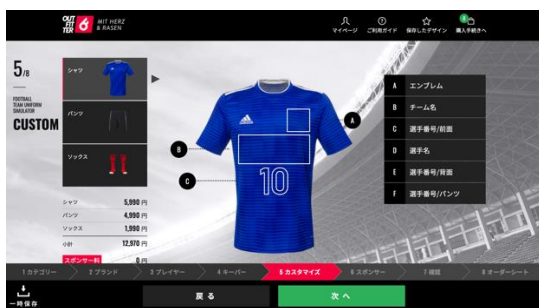 OUT
FIT
TER
6
MIT HERZ
& RASEN
マイページ
ご利用ガイド
保存したデザイン
購入手続きへ
5/8
FOOTBALL
TEAM UNIFORM
SIMULATOR
CUSTOM
シャツ
パンツ
ソックス
シャツ 5,990 円
パンツ 4,990 円
ソックス 1,990 円
小計 12,970 円
スポンサー料 0 円
A
B
C
10
A エンブレム
B チーム名
C 選手番号/前面
D 選手名
E 選手番号/背面
F 選手番号/パンツ
1 カテゴリー
2 ブランド
3 プレイヤー
4 キーパー
5 カスタマイズ
6 スポンサー
7 確認
8 オーダーシート
一時保存
戻る
次へ